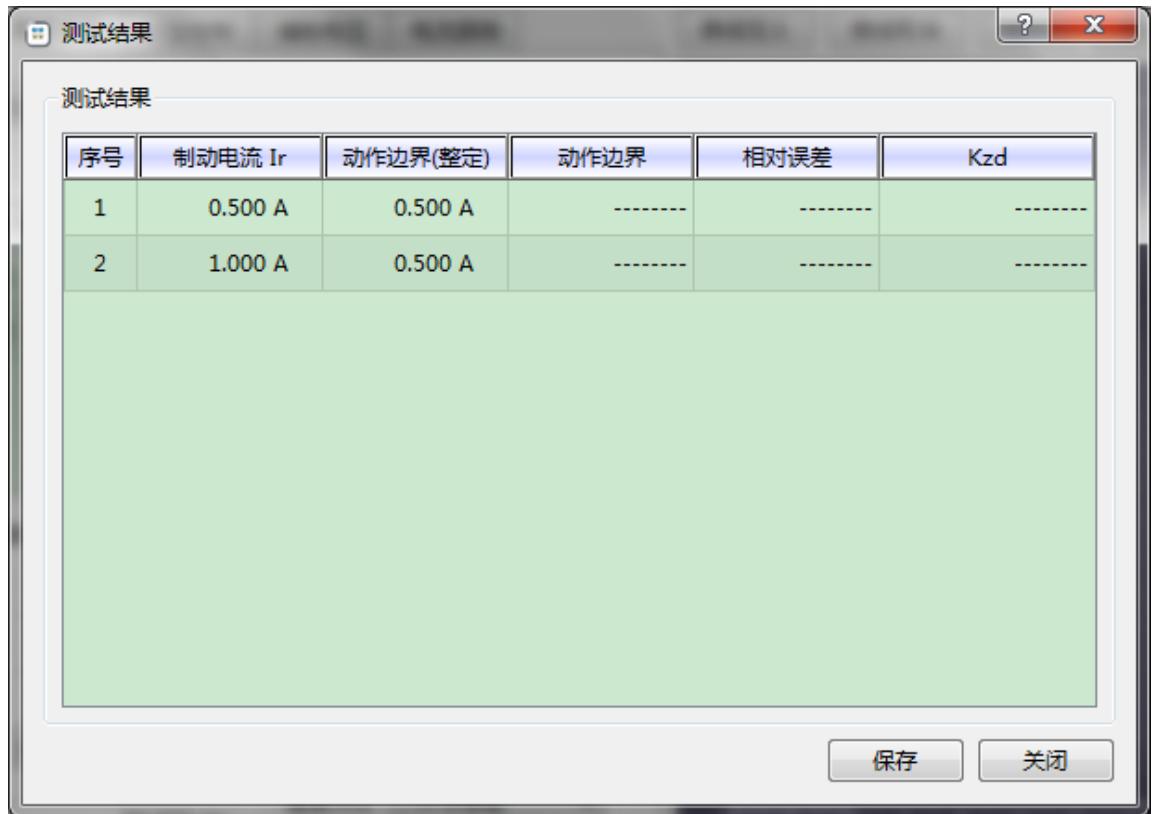 测试结果
?
X
测试结果
序号 制动电流 Ir 动作边界(整定) 动作边界 相对误差 Kzd
1 0.500 A 0.500 A -------- -------- --------
2 1.000 A 0.500 A -------- -------- --------
保存 关闭